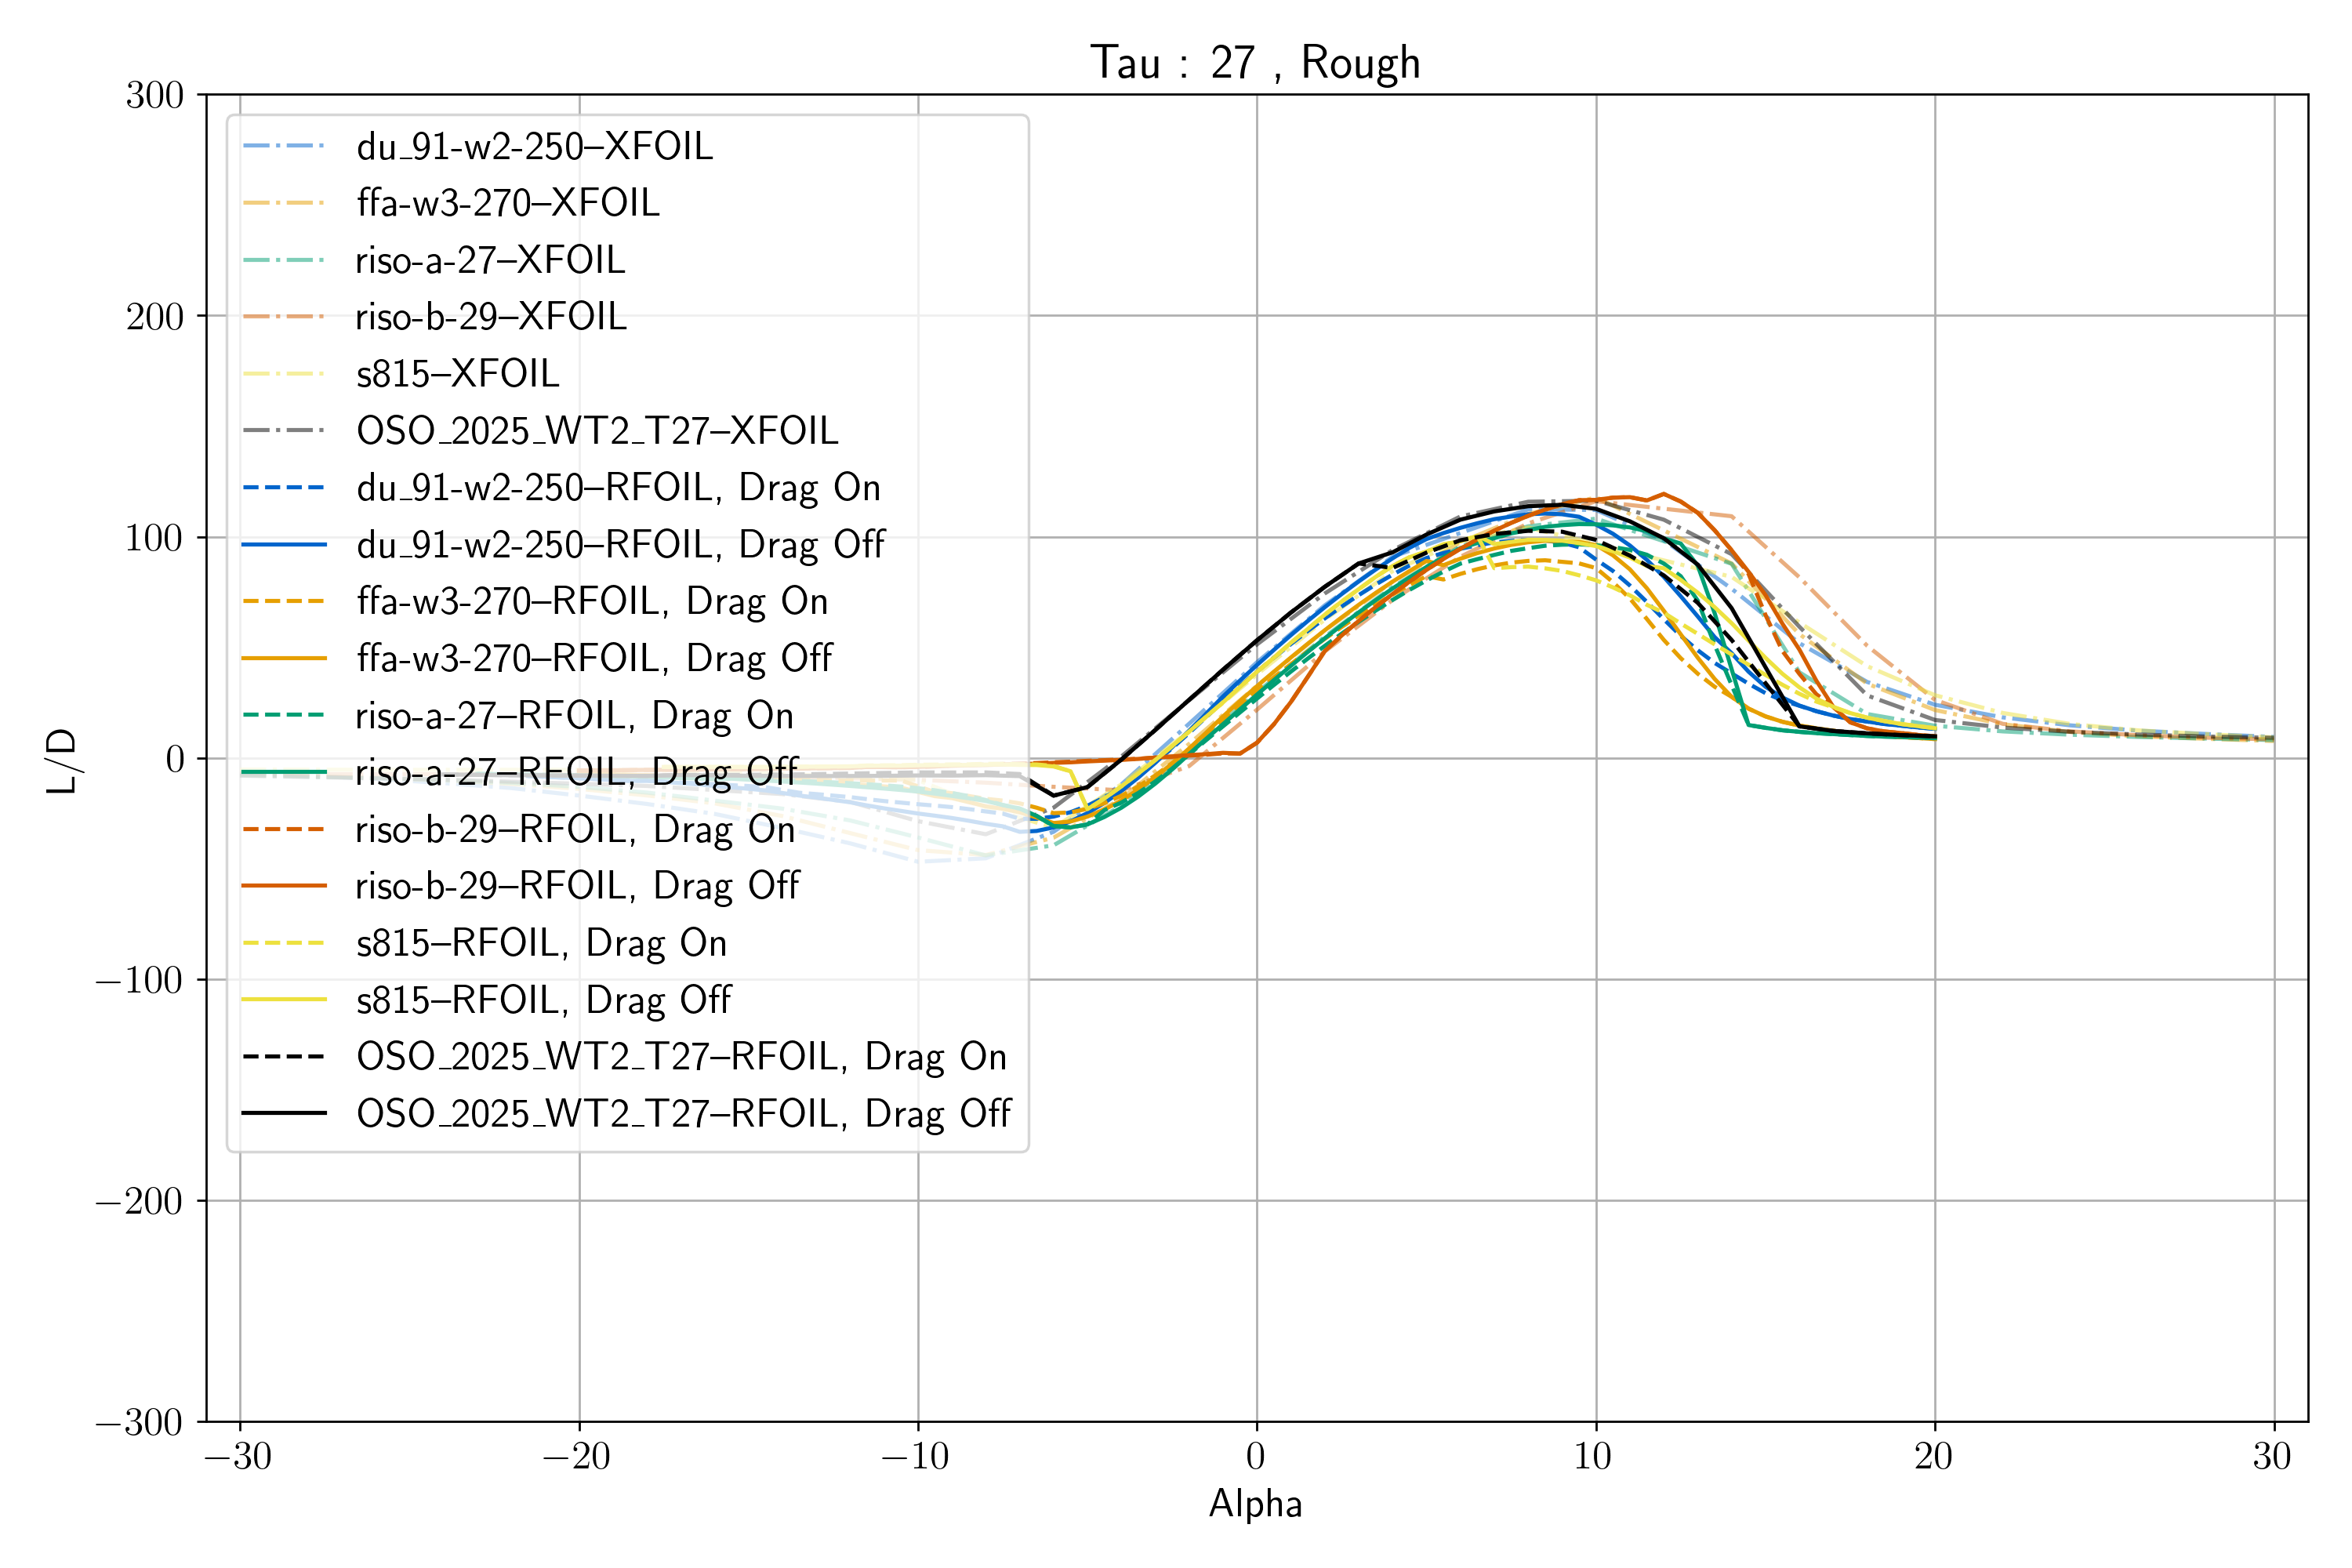 Tau : 27 , Rough
300
200
100
0
−100
−200
−300
L/D
du_91-w2-250–XFOIL
ffa-w3-270–XFOIL
riso-a-27–XFOIL
riso-b-29–XFOIL
s815–XFOIL
OSO_2025_WT2_T27–XFOIL
du_91-w2-250–RFOIL, Drag On
du_91-w2-250–RFOIL, Drag Off
ffa-w3-270–RFOIL, Drag On
ffa-w3-270–RFOIL, Drag Off
riso-a-27–RFOIL, Drag On
riso-a-27–RFOIL, Drag Off
riso-b-29–RFOIL, Drag On
riso-b-29–RFOIL, Drag Off
s815–RFOIL, Drag On
s815–RFOIL, Drag Off
OSO_2025_WT2_T27–RFOIL, Drag On
OSO_2025_WT2_T27–RFOIL, Drag Off
−30 −20 −10 0 10 20 30
Alpha